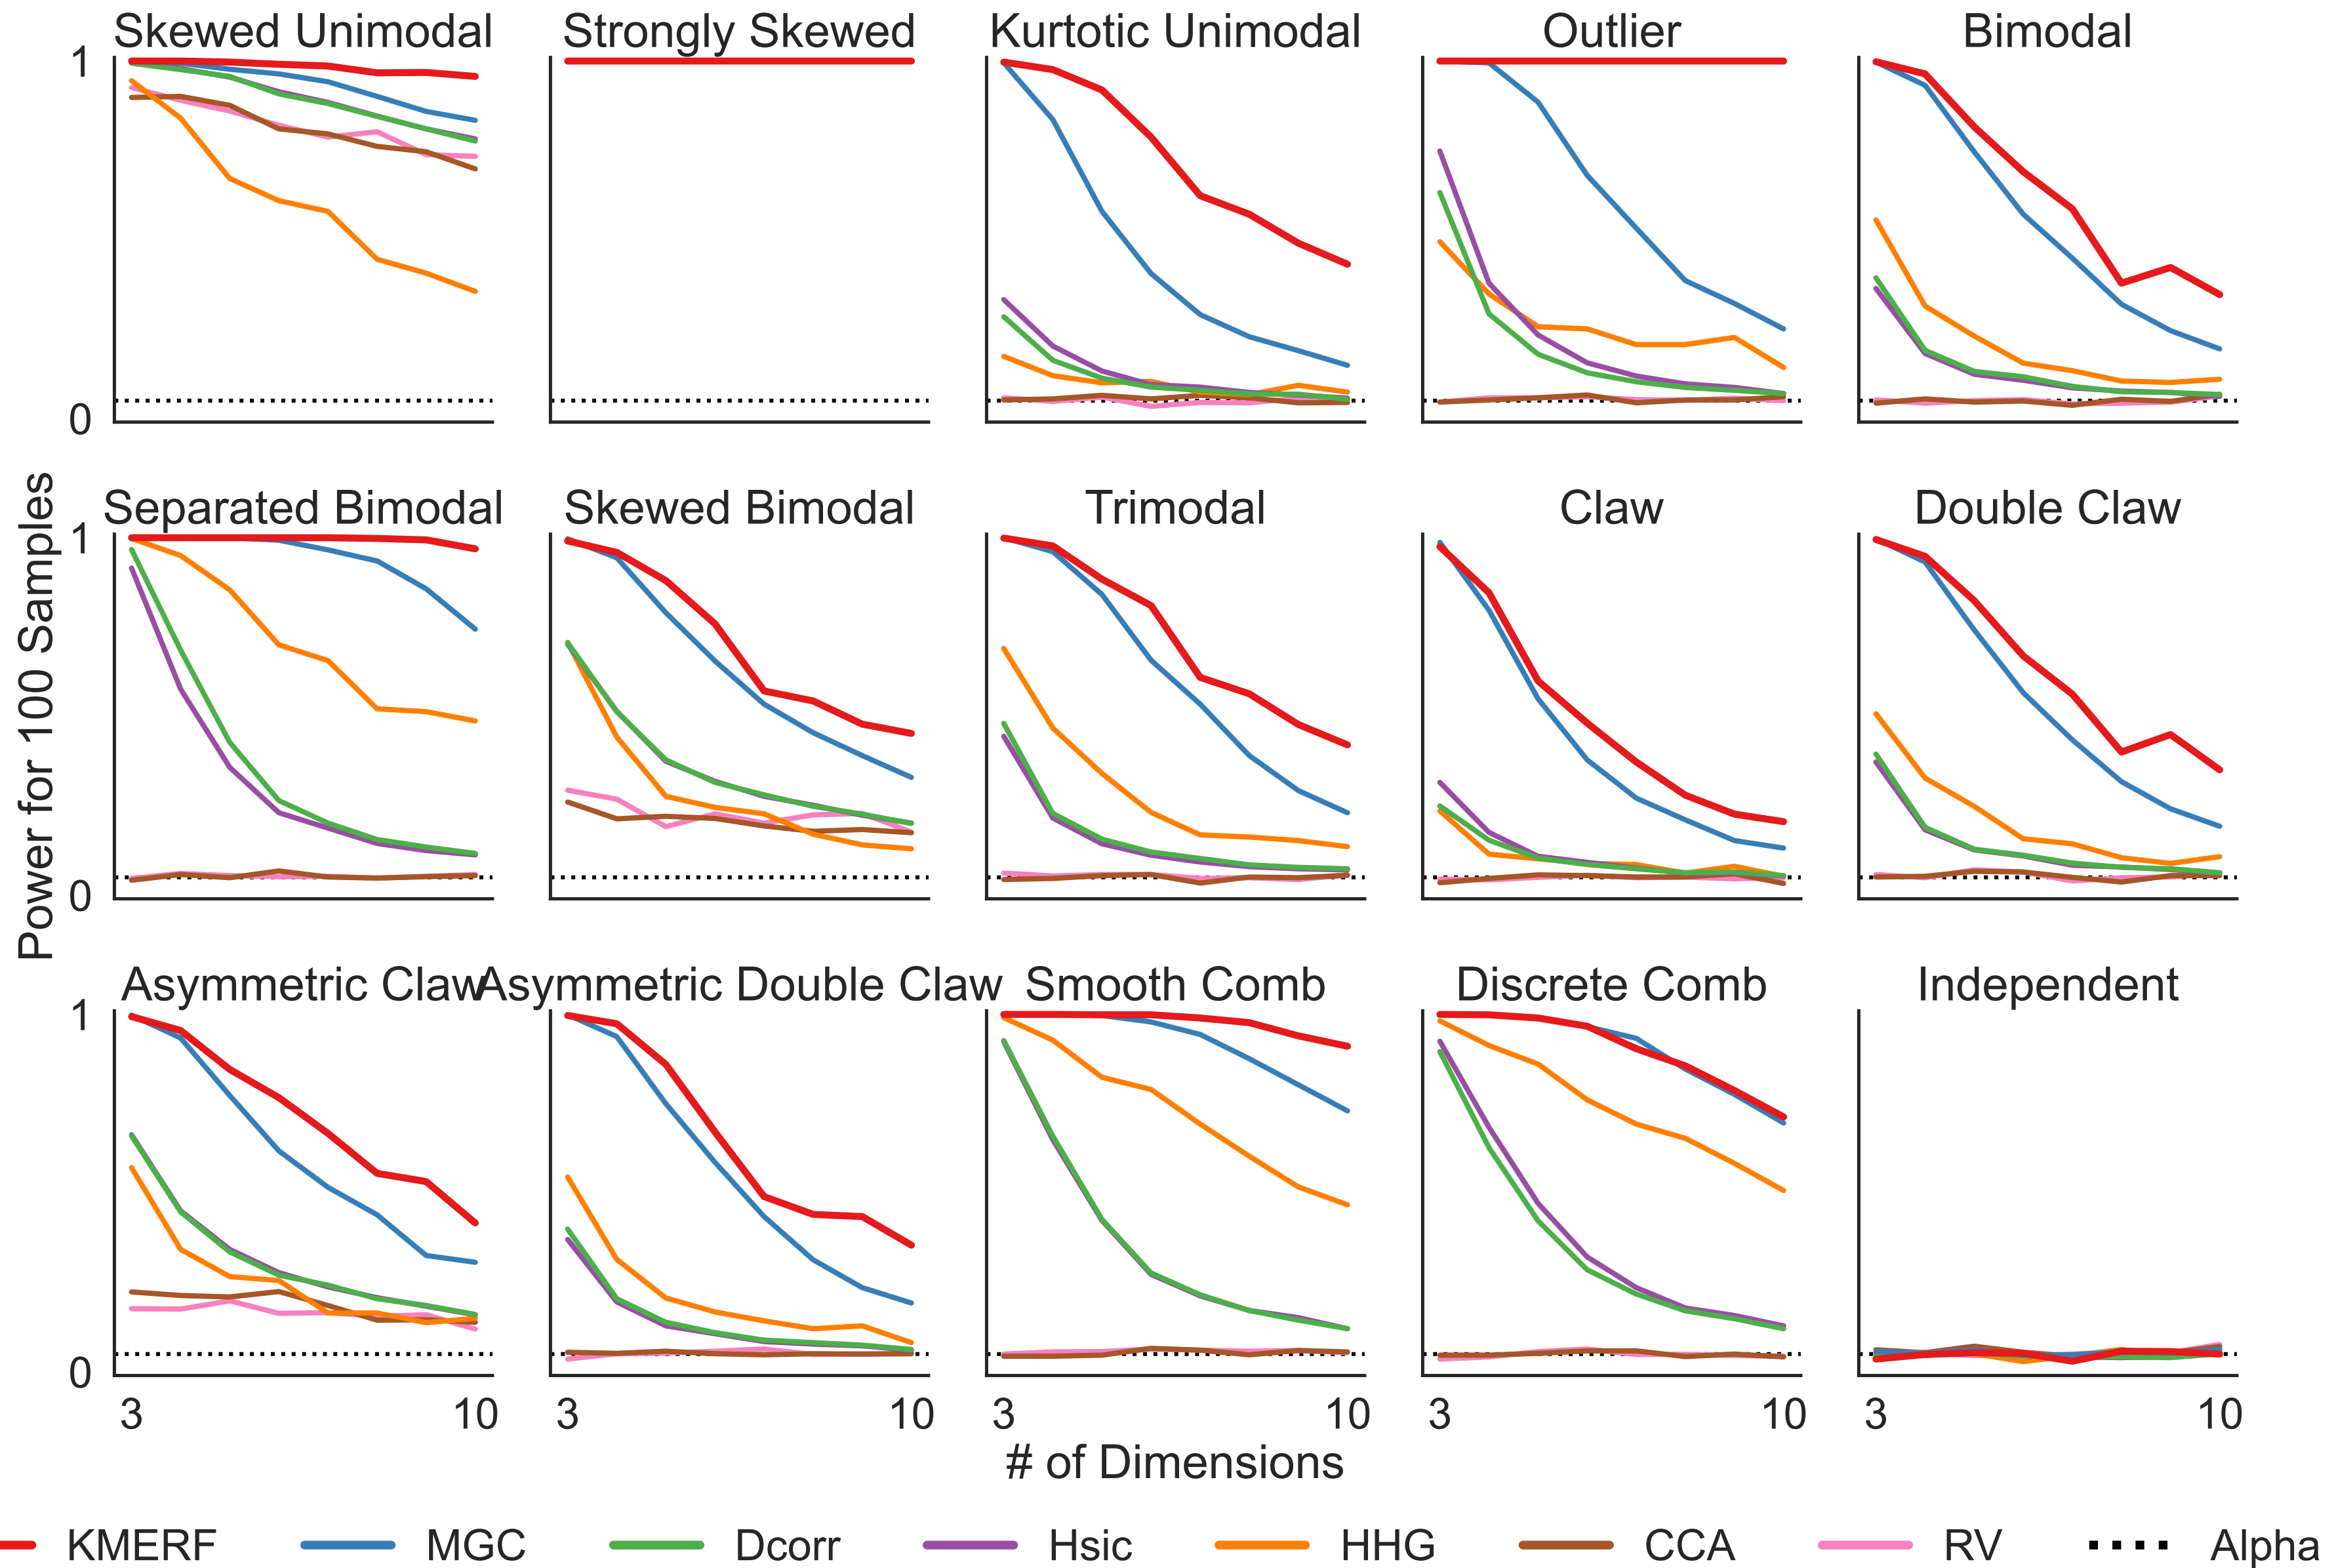 Skewed Unimodal
Strongly Skewed
Kurtotic Unimodal
Outlier
Bimodal
1
0
Power for 100 Samples
Separated Bimodal
Skewed Bimodal
Trimodal
Claw
Double Claw
1
0
Asymmetric Claw
Asymmetric Double Claw
Smooth Comb
Discrete Comb
Independent
1
0
3 10
3 10
3 10
3 10
3 10
# of Dimensions
KMERF MGC Dcorr Hsic HHG CCA RV Alpha